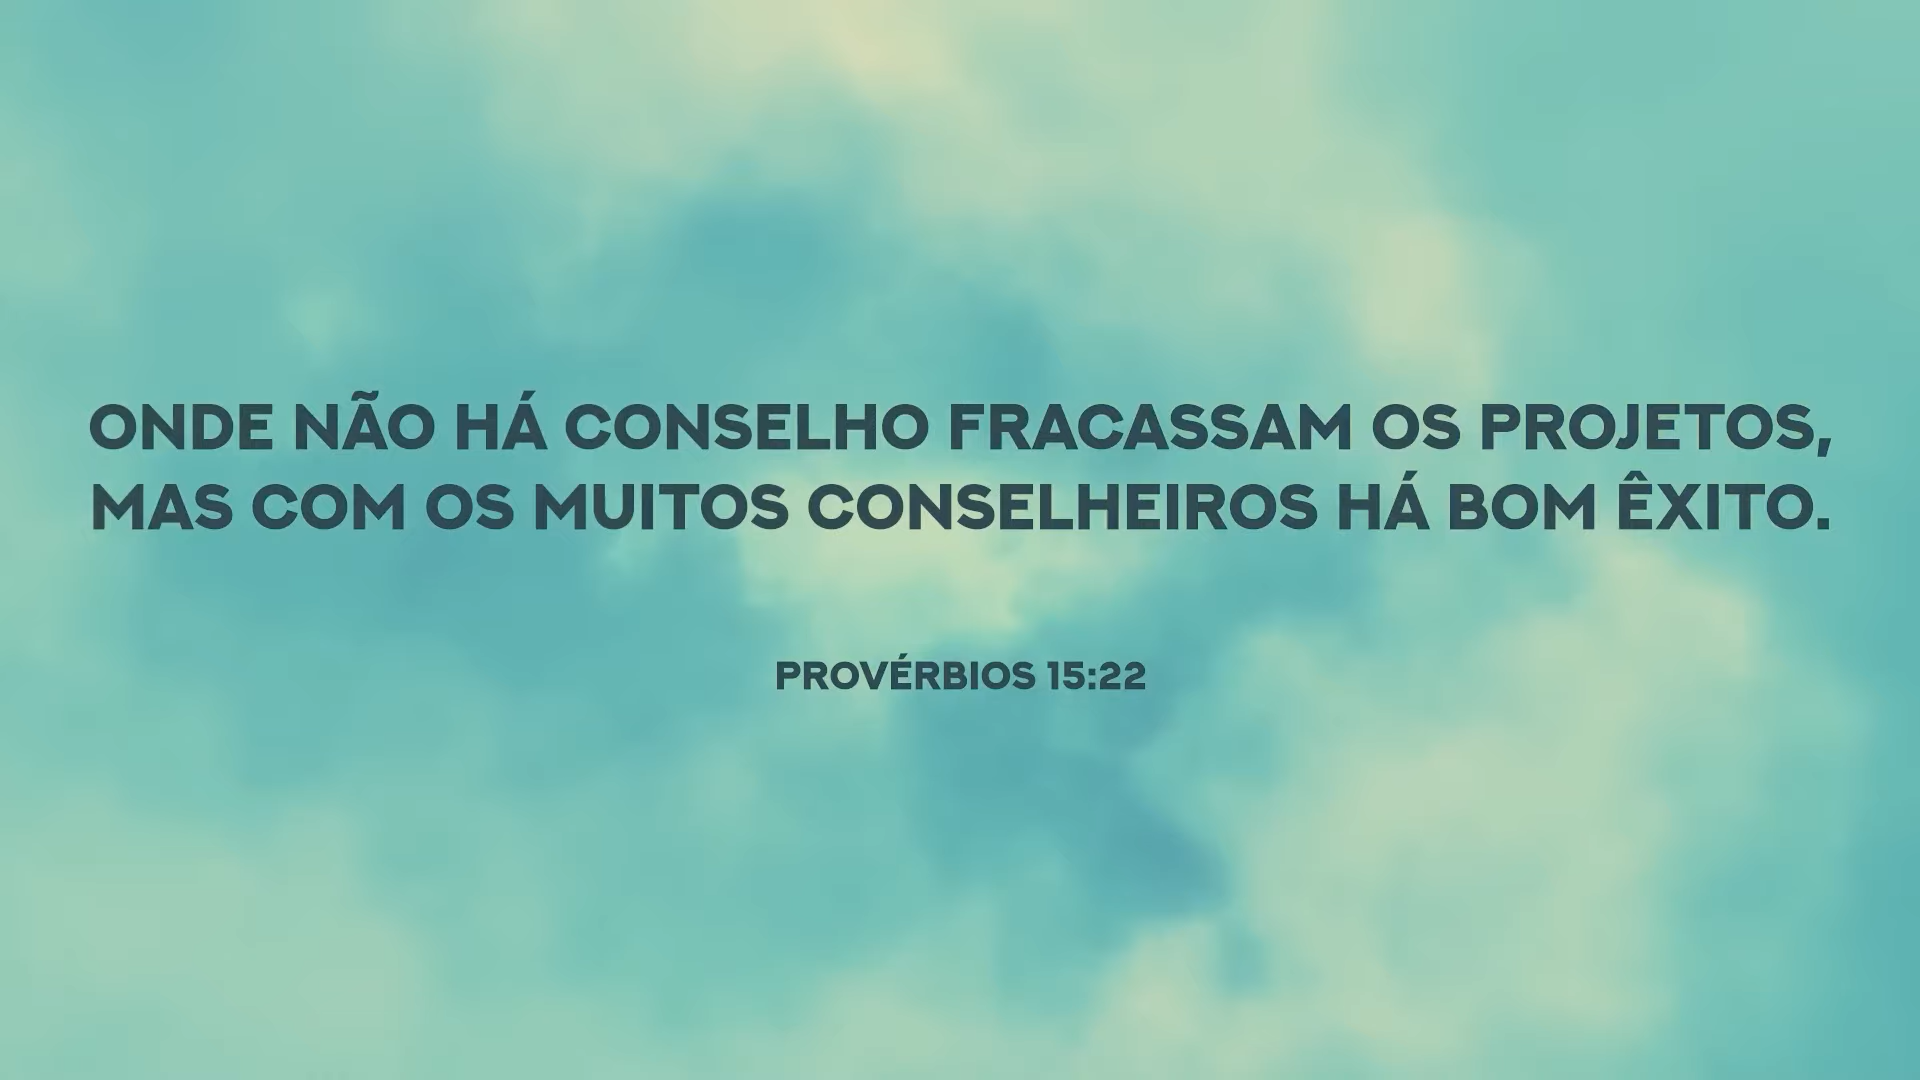 ONDE NÃO HÁ CONSELHO FRACASSAM OS PROJETOS,
MAS COM OS MUITOS CONSELHEIROS HÁ BOM ÊXITO.
PROVÉRBIOS 15:22